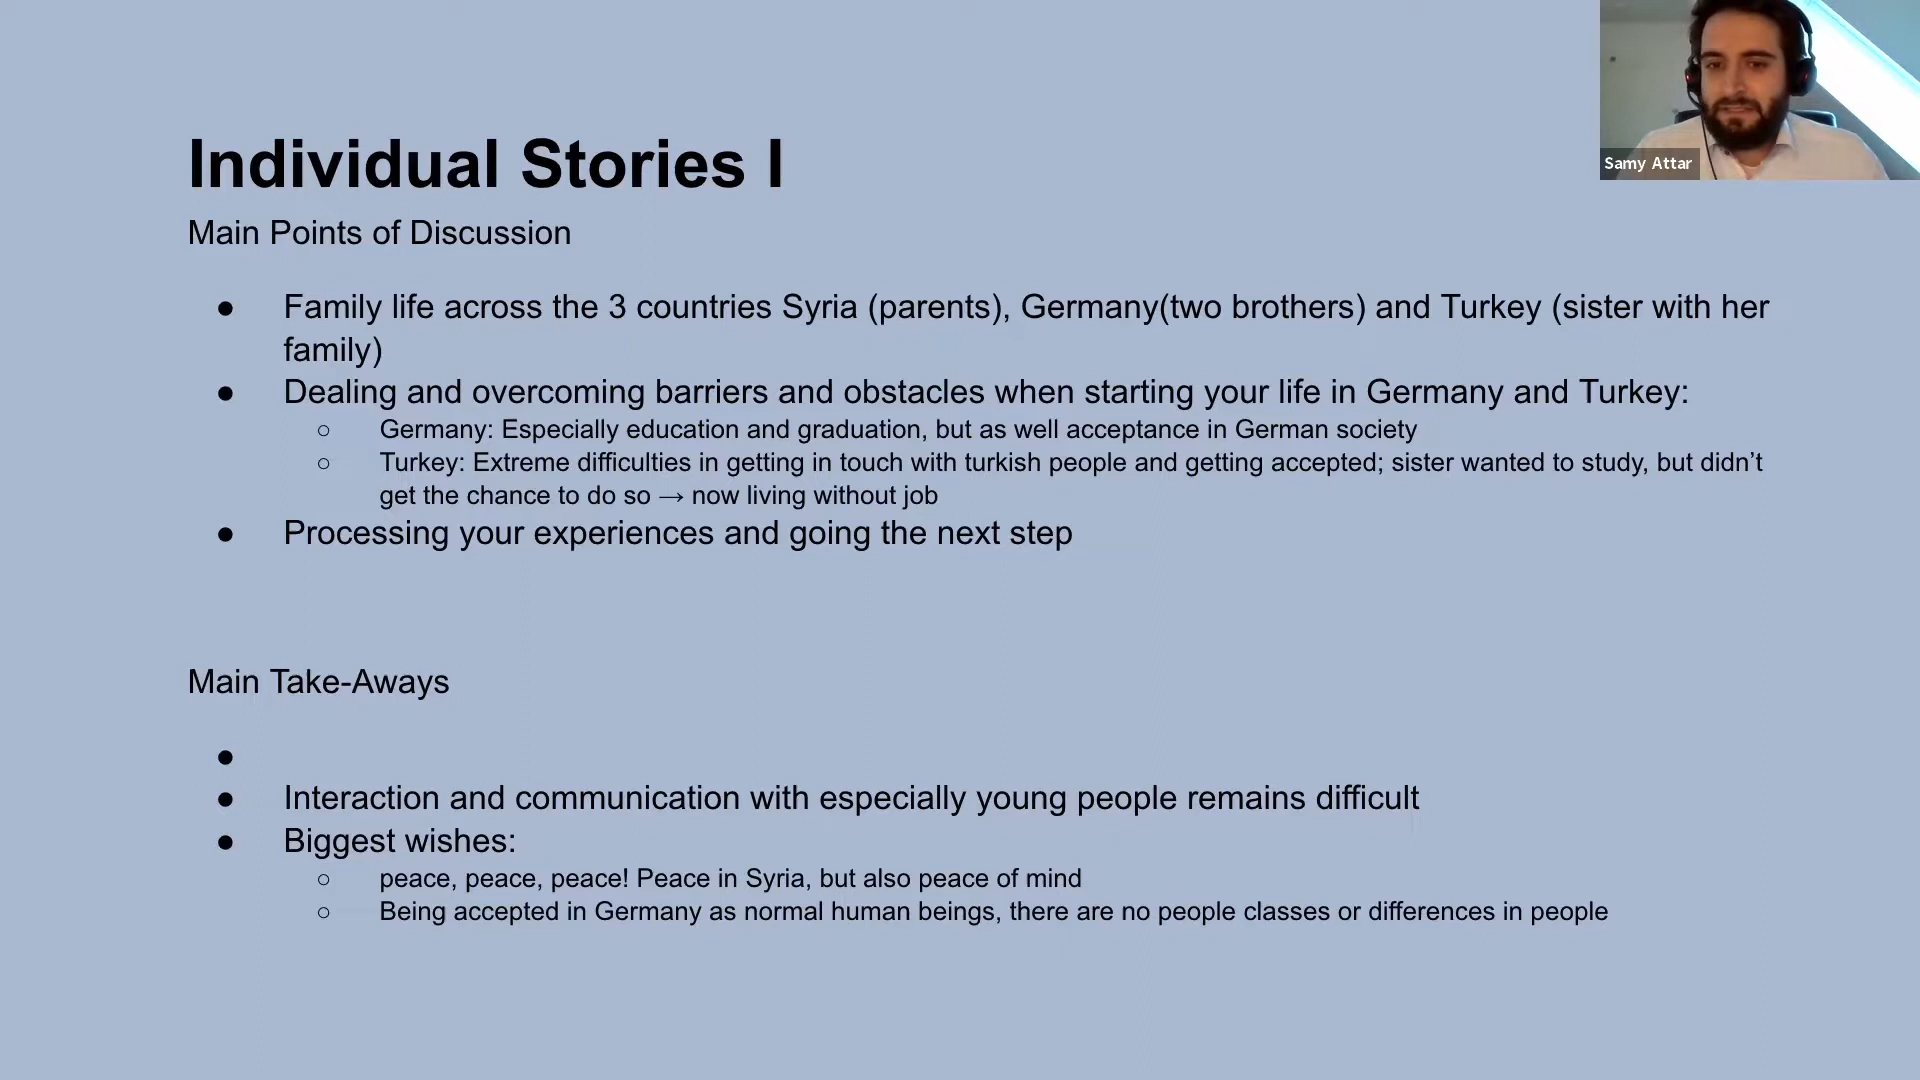 Individual Stories I
Samy Attar
Main Points of Discussion
● Family life across the 3 countries Syria (parents), Germany(two brothers) and Turkey (sister with her
family)
● Dealing and overcoming barriers and obstacles when starting your life in Germany and Turkey:
○ Germany: Especially education and graduation, but as well acceptance in German society
○ Turkey: Extreme difficulties in getting in touch with turkish people and getting accepted; sister wanted to study, but didn’t
get the chance to do so → now living without job
● Processing your experiences and going the next step
Main Take-Aways
●
● Interaction and communication with especially young people remains difficult
● Biggest wishes:
○ peace, peace, peace! Peace in Syria, but also peace of mind
○ Being accepted in Germany as normal human beings, there are no people classes or differences in people